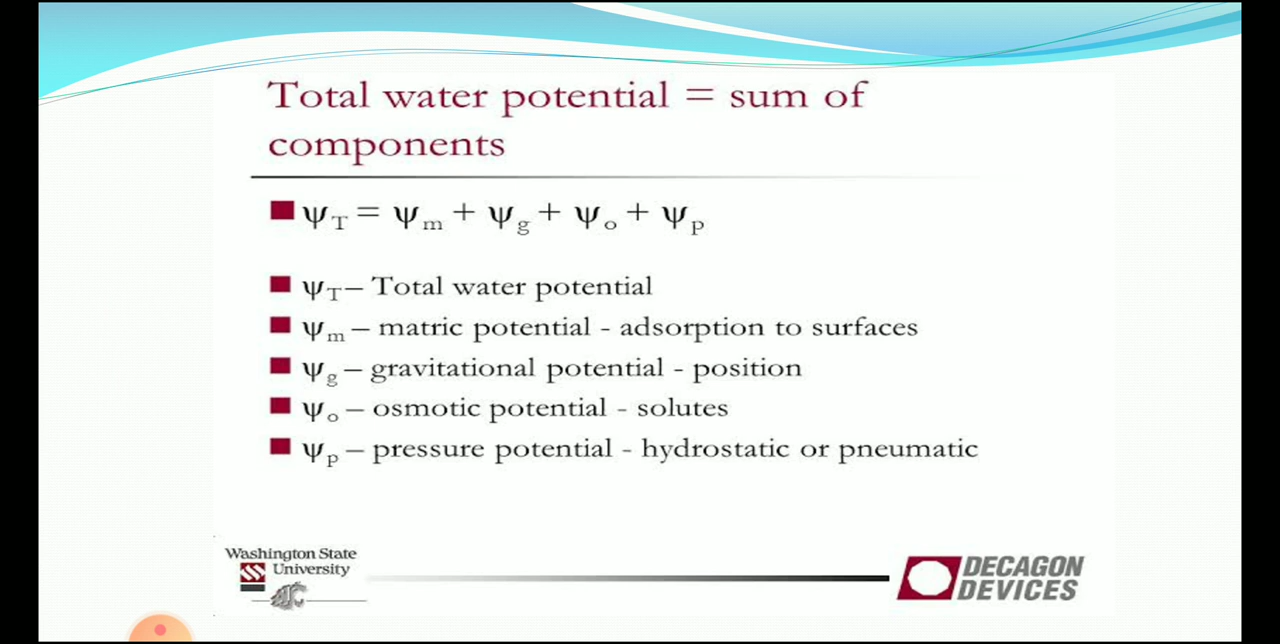 Total water potential = sum of
components
ψT = ψm + ψg + ψo + ψp
ψT – Total water potential
ψm – matric potential - adsorption to surfaces
ψg – gravitational potential - position
ψo – osmotic potential - solutes
ψp – pressure potential - hydrostatic or pneumatic
Washington State
University
DECAGON
DEVICES